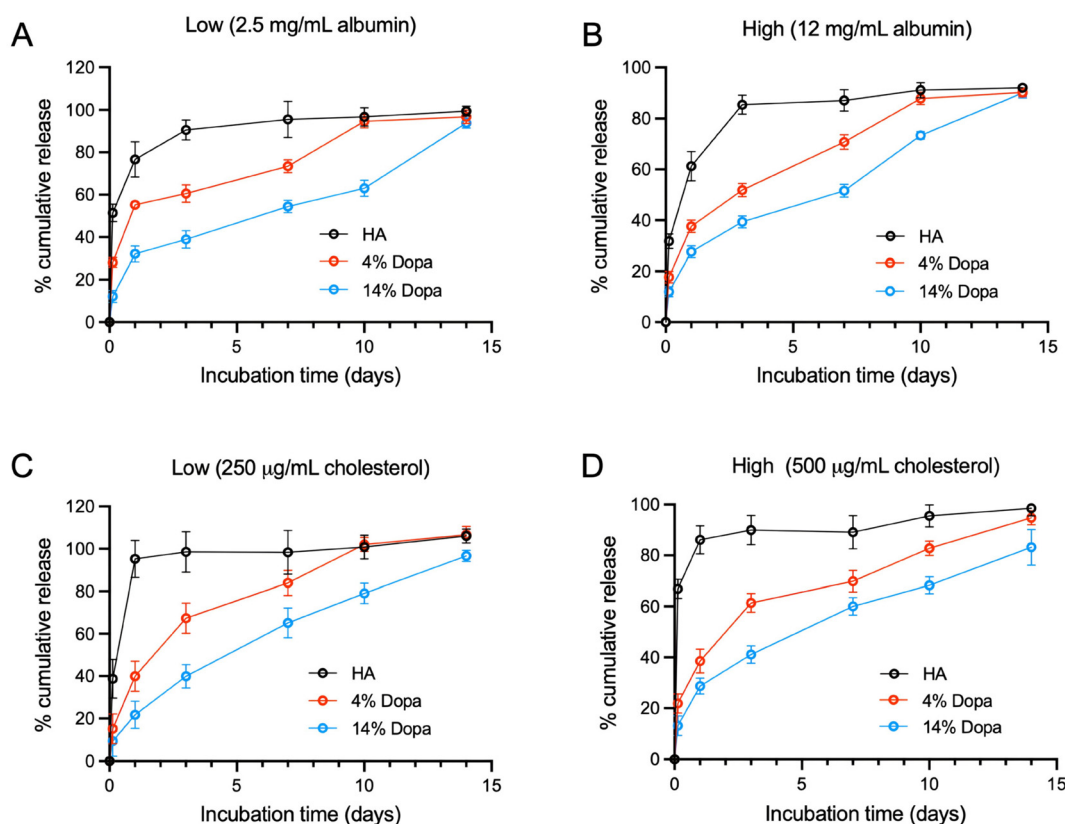 A
Low (2.5 mg/mL albumin)
% cumulative release
120
100
80
60
40
20
0
HA
4% Dopa
14% Dopa
0
5
10
15
Incubation time (days)
B
High (12 mg/mL albumin)
% cumulative release
100
80
60
40
20
0
HA
4% Dopa
14% Dopa
0
5
10
15
Incubation time (days)
C
Low (250 μg/mL cholesterol)
% cumulative release
120
100
80
60
40
20
0
HA
4% Dopa
14% Dopa
0
5
10
15
Incubation time (days)
D
High (500 μg/mL cholesterol)
% cumulative release
100
80
60
40
20
0
HA
4% Dopa
14% Dopa
0
5
10
15
Incubation time (days)